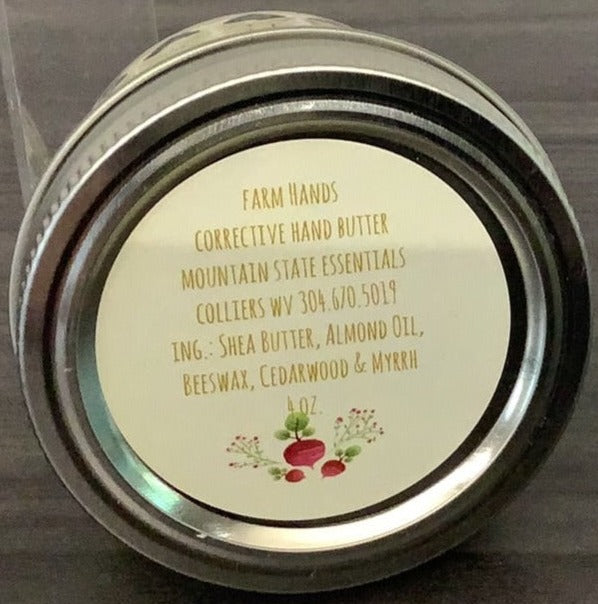 FARM HANDS
CORRECTIVE HAND BUTTER
MOUNTAIN STATE ESSENTIALS
COLLIERS WV 304.670.5019
ING.: SHEA BUTTER, ALMOND OIL,
BEESWAX, CEDARWOOD & MYRRH
4 OZ.